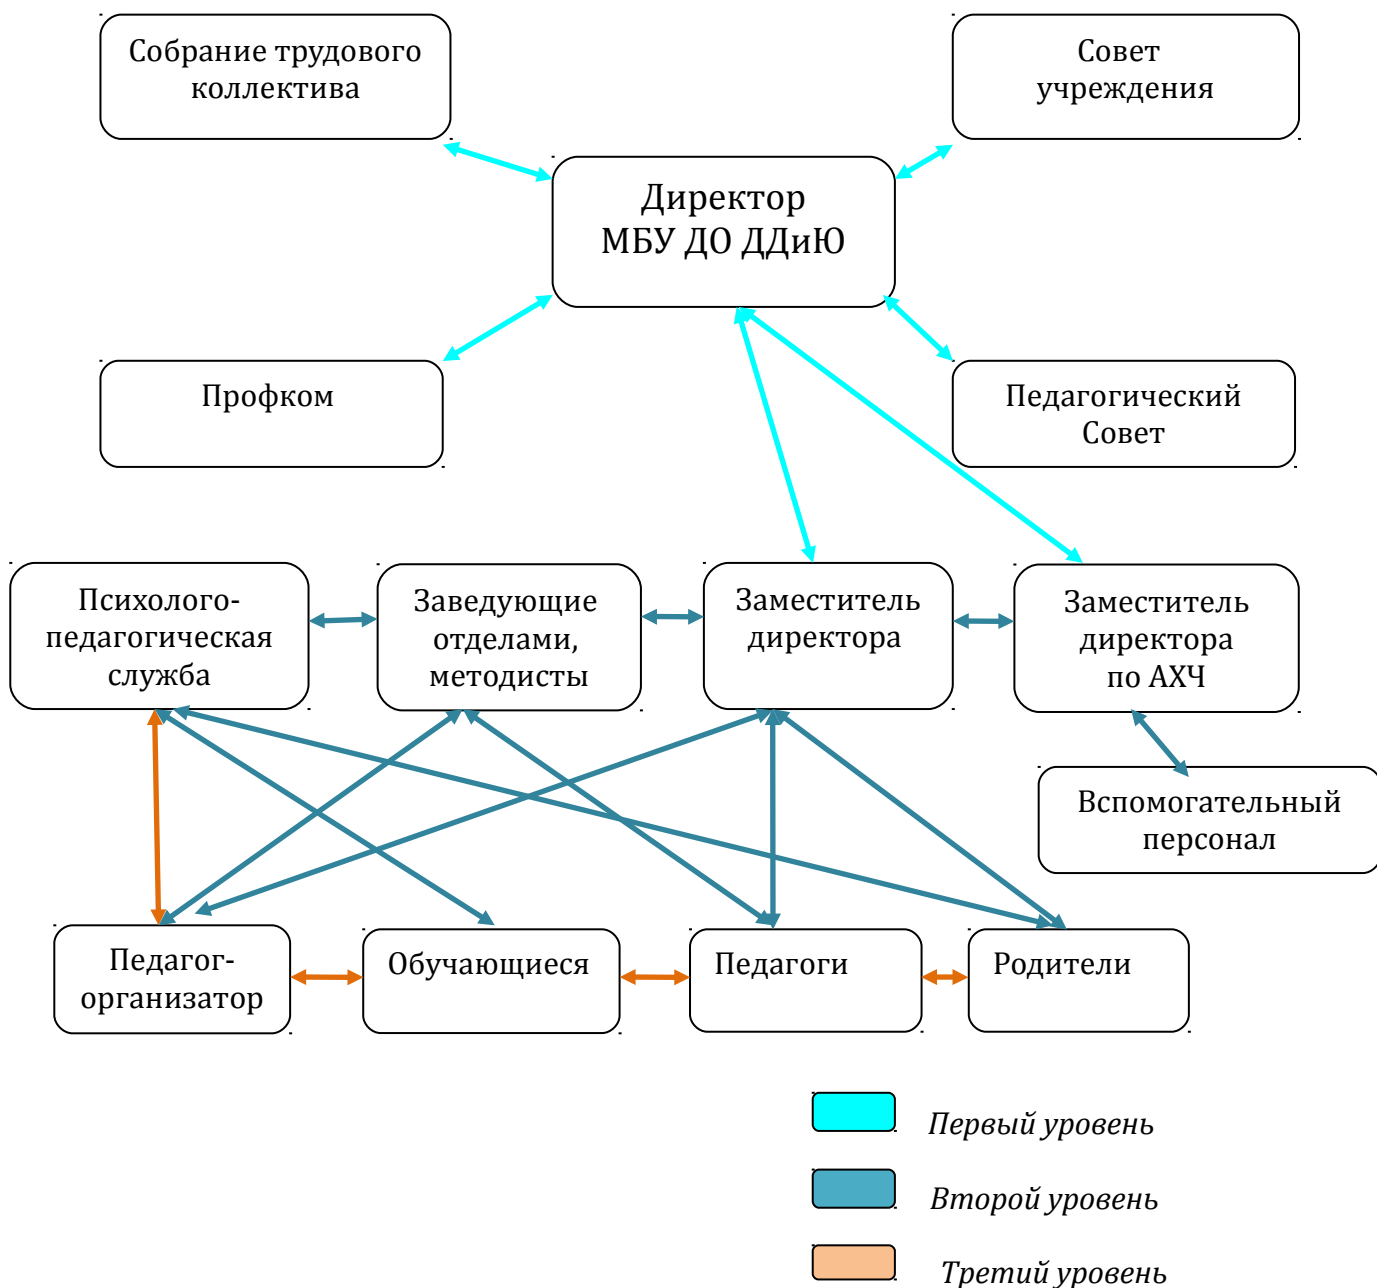 Собрание трудового
коллектива
Совет
учреждения
Директор
МБУ ДО ДДиЮ
Профком
Педагогический
Совет
Психолого-
педагогическая
служба
Заведующие
отделами,
методисты
Заместитель
директора
Заместитель
директора
по АХЧ
Вспомогательный
персонал
Педагог-
организатор
Обучающиеся
Педагоги
Родители
Первый уровень
Второй уровень
Третий уровень